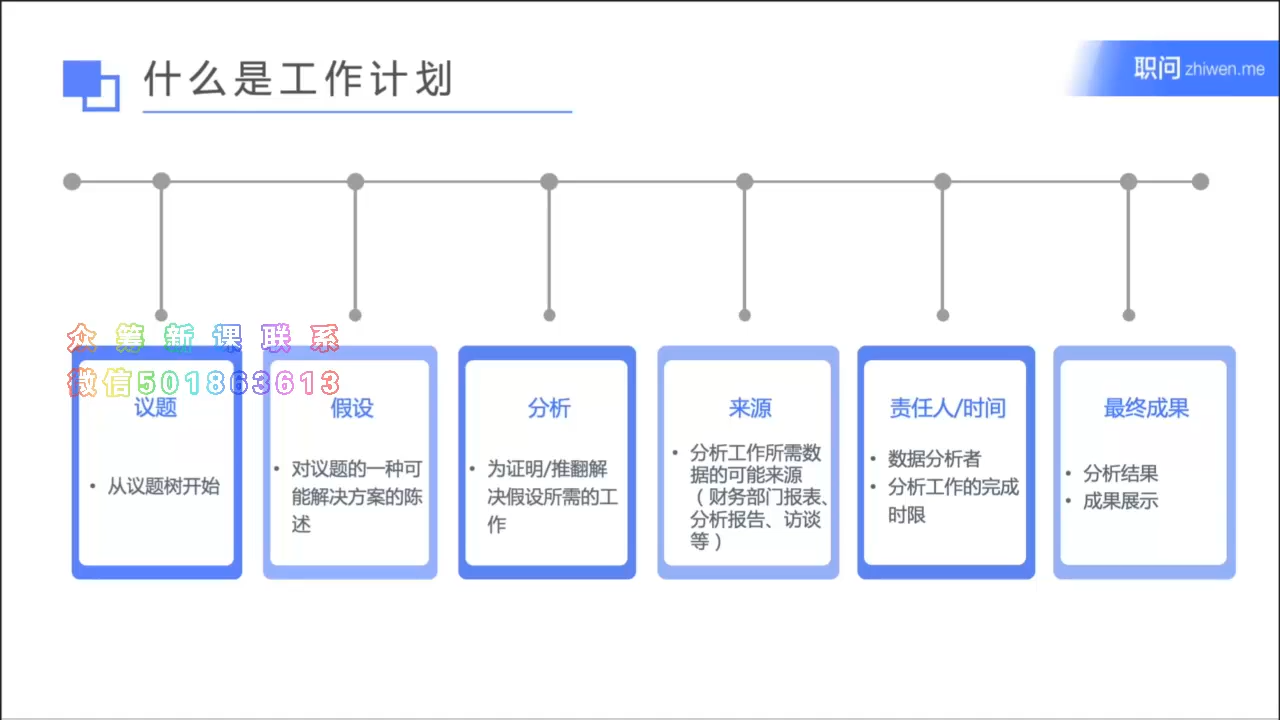 什么是工作计划
职问 zhiwen.me
众筹新课联系
微信501863613
议题
• 从议题树开始
假设
• 对议题的一种可
能解决方案的陈
述
分析
• 为证明/推翻解
决假设所需的工
作
来源
• 分析工作所需数
据的可能来源
（财务部门报表、
分析报告、访谈
等）
责任人/时间
• 数据分析者
• 分析工作的完成
时限
最终成果
• 分析结果
• 成果展示